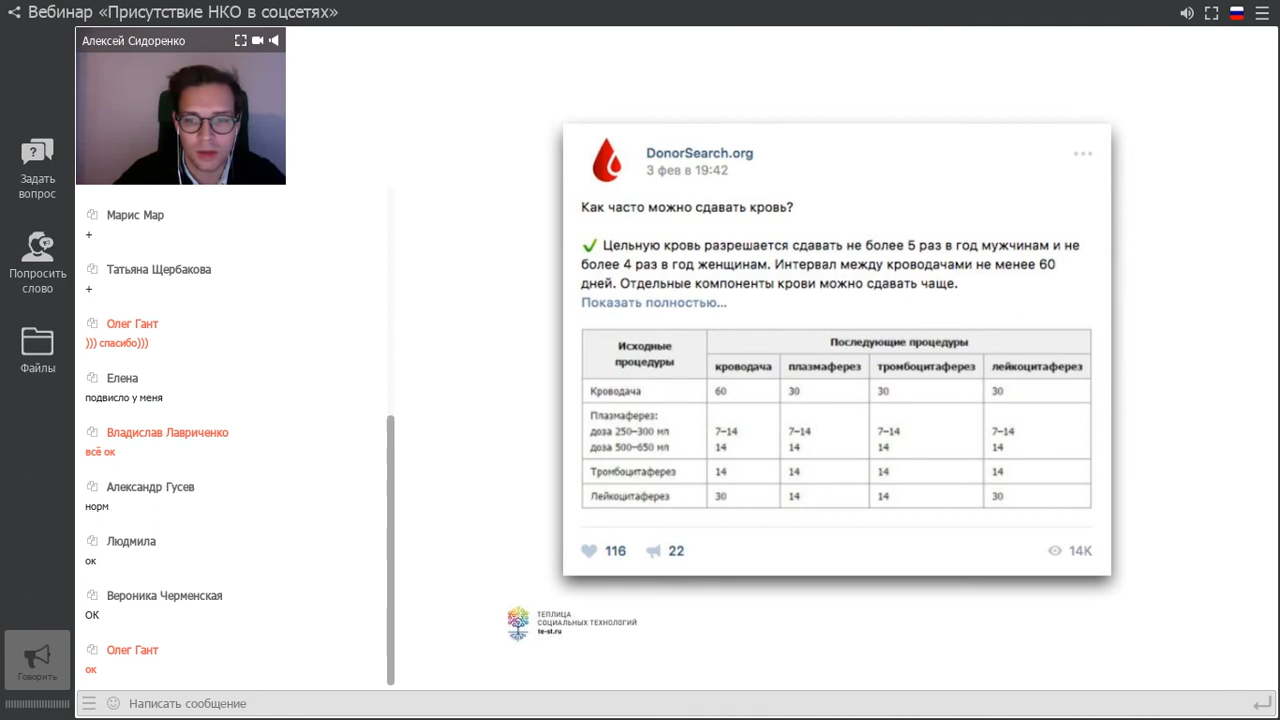 Вебинар «Присутствие НКО в соцсетях»
Алексей Сидоренко
Задать
вопрос
Попросить
слово
Файлы
Говорить
Марис Мар
+
Татьяна Щербакова
+
Олег Гант
))) спасибо)))
Елена
подвисло у меня
Владислав Лавриченко
всё ок
Александр Гусев
норм
Людмила
ок
Вероника Черменская
ОК
Олег Гант
ок
Написать сообщение
DonorSearch.org
3 фев в 19:42
Как часто можно сдавать кровь?
✔ Цельную кровь разрешается сдавать не более 5 раз в год мужчинам и не
более 4 раз в год женщинам. Интервал между кроводачами не менее 60
дней. Отдельные компоненты крови можно сдавать чаще.
Показать полностью...
Исходные процедуры Последующие процедуры
кроводача плазмаферез тромбоцитаферез лейкоцитаферез
Кроводача 60 30 30 30
Плазмаферез:
доза 250–300 мл 7–14 7–14 7–14 7–14
доза 500–650 мл 14 14 14 14
Тромбоцитаферез 14 14 14 14
Лейкоцитаферез 30 14 14 30
116 22 14K
ТЕПЛИЦА
СОЦИАЛЬНЫХ ТЕХНОЛОГИЙ
te-st.ru